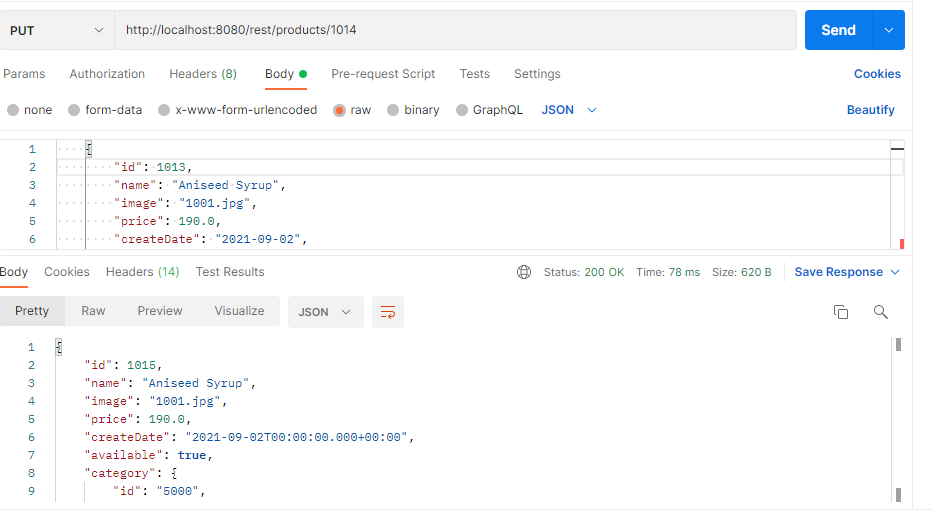 PUT http://localhost:8080/rest/products/1014 Send
Params Authorization Headers (8) Body Pre-request Script Tests Settings Cookies
none form-data x-www-form-urlencoded raw binary GraphQL JSON Beautify
1 {
2 "id": 1013,
3 "name": "Aniseed Syrup",
4 "image": "1001.jpg",
5 "price": 190.0,
6 "createDate": "2021-09-02",
Body Cookies Headers (14) Test Results Status: 200 OK Time: 78 ms Size: 620 B Save Response
Pretty Raw Preview Visualize JSON
1 {
2 "id": 1015,
3 "name": "Aniseed Syrup",
4 "image": "1001.jpg",
5 "price": 190.0,
6 "createDate": "2021-09-02T00:00:00.000+00:00",
7 "available": true,
8 "category": {
9 "id": "5000",